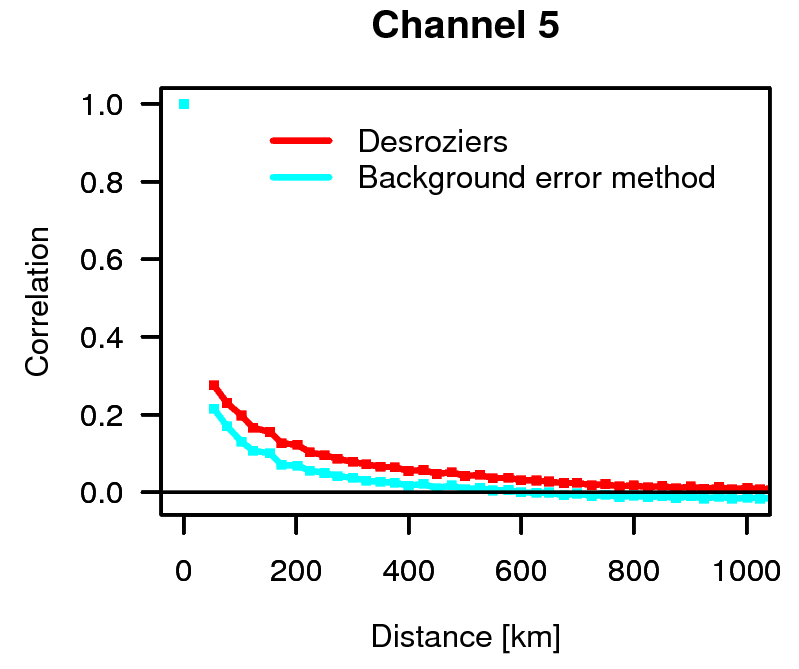 Channel 5
1.0
0.8
0.6
0.4
0.2
0.0
Correlation
Desroziers
Background error method
0 200 400 600 800 1000
Distance [km]